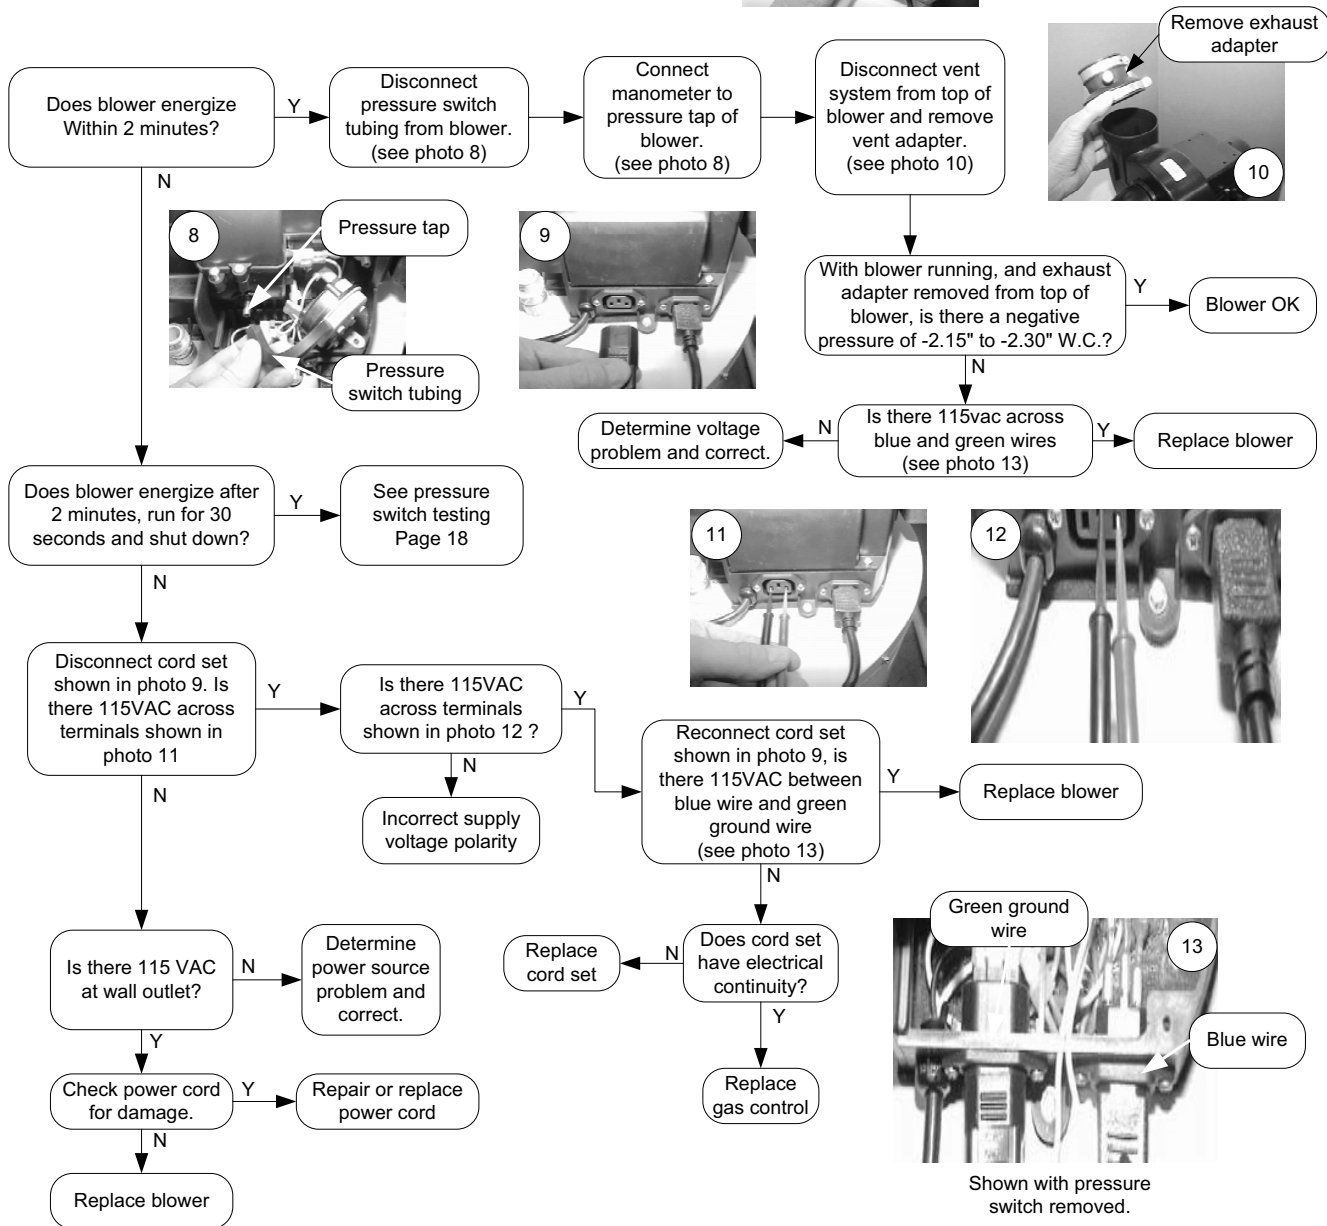 Remove exhaust
adapter
Does blower energize
Within 2 minutes?
Y
Disconnect
pressure switch
tubing from blower.
(see photo 8)
Connect
manometer to
pressure tap of
blower.
(see photo 8)
Disconnect vent
system from top of
blower and remove
vent adapter.
(see photo 10)
10
N
8
Pressure tap
Pressure
switch tubing
9
With blower running, and exhaust
adapter removed from top of
blower, is there a negative
pressure of -2.15" to -2.30" W.C.?
Y
Blower OK
N
Is there 115vac across
blue and green wires
(see photo 13)
N
Determine voltage
problem and correct.
Y
Replace blower
Does blower energize after
2 minutes, run for 30
seconds and shut down?
Y
See pressure
switch testing
Page 18
11
12
N
Disconnect cord set
shown in photo 9. Is
there 115VAC across
terminals shown in
photo 11
Y
Is there 115VAC
across terminals
shown in photo 12 ?
Y
N
Incorrect supply
voltage polarity
Reconnect cord set
shown in photo 9, is
there 115VAC between
blue wire and green
ground wire
(see photo 13)
Y
Replace blower
N
N
Does cord set
have electrical
continuity?
N
Replace
cord set
Y
Replace
gas control
Is there 115 VAC
at wall outlet?
N
Determine
power source
problem and
correct.
Y
Check power cord
for damage.
Y
Repair or replace
power cord
N
Replace blower
Green ground
wire
13
Blue wire
Shown with pressure
switch removed.